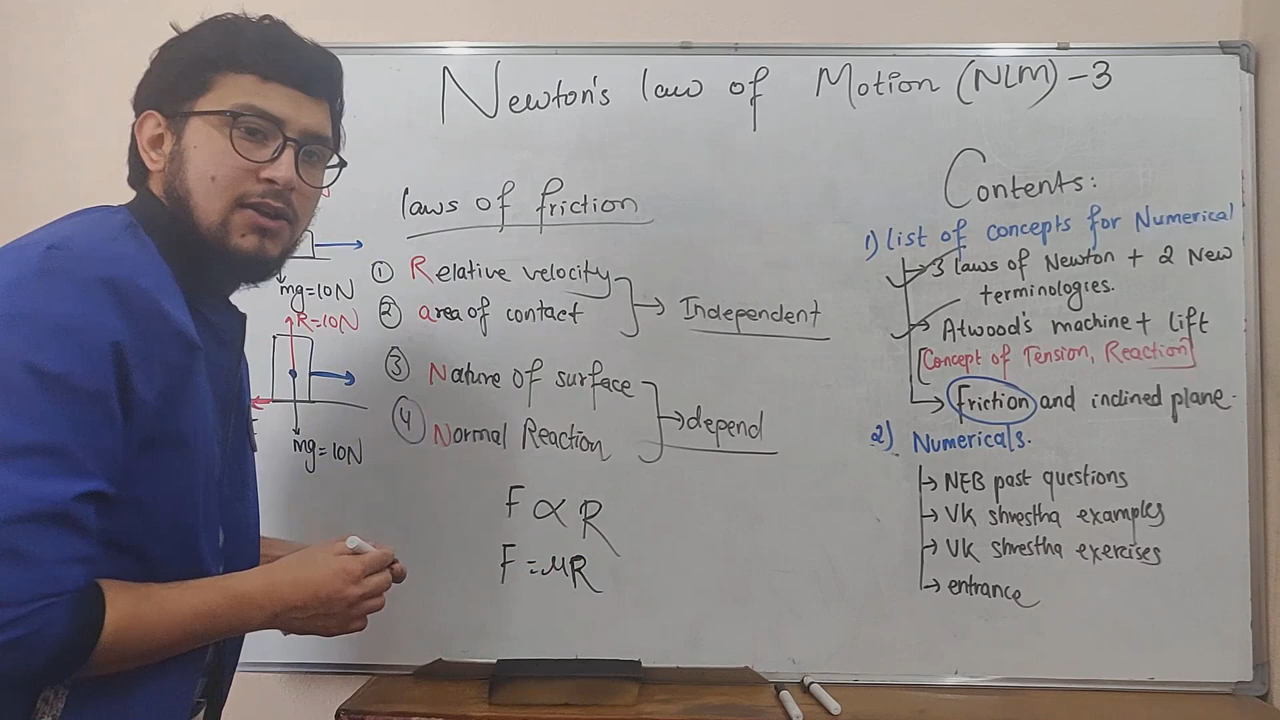 Newton's law of Motion (NLM)-3
laws of friction
① Relative velocity
② area of contact
→ Independent
③ Nature of surface
④ Normal Reaction
→ depend
F ∝ R
F = μR
mg=10N
R=10N
mg=10N
Contents:
1) list of concepts for Numerical
→ 3 laws of Newton + 2 New
terminologies.
→ Atwood's machine + lift
[Concept of Tension, Reaction]
→ friction and inclined plane.
2) Numericals.
→ NEB past questions
→ VK shrestha examples
→ VK shrestha exercises
→ entrance